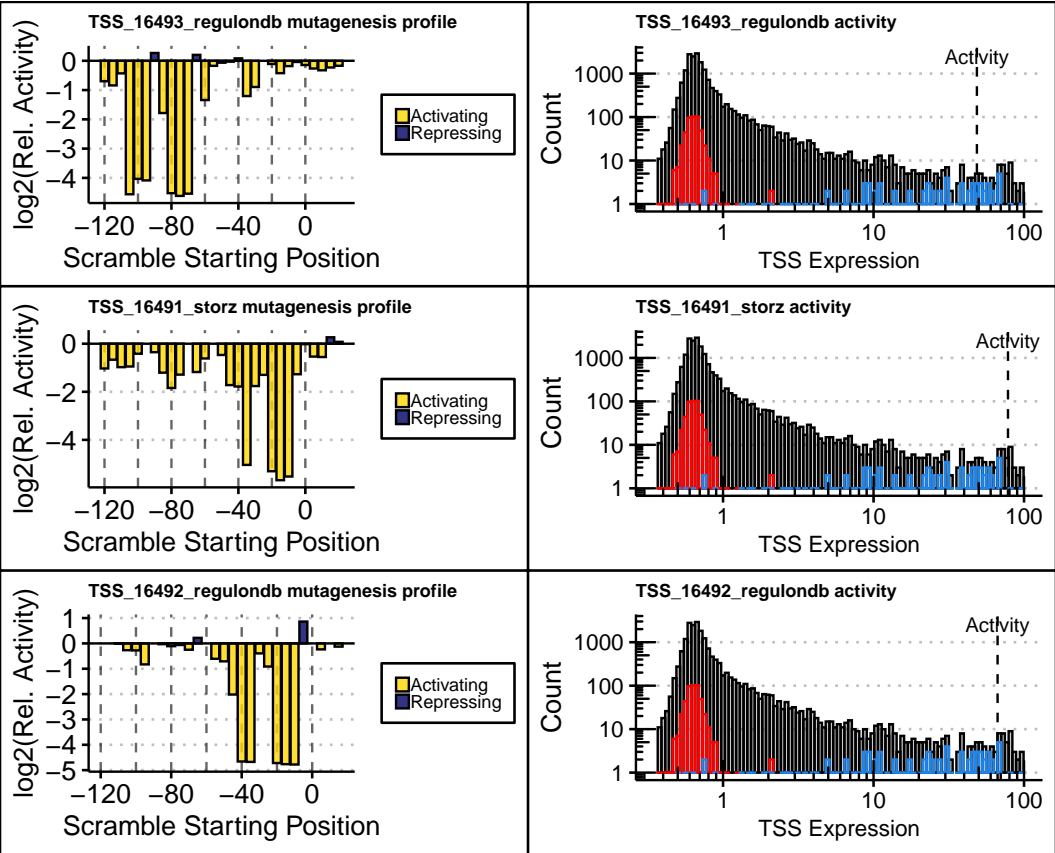 TSS_16493_regulondb mutagenesis profile
log2(Rel. Activity)
0
−1
−2
−3
−4
−120
−80
−40
0
Scramble Starting Position
Activating
Repressing
TSS_16493_regulondb activity
Count
1000
100
10
1
Activity
1
10
100
TSS Expression
TSS_16491_storz mutagenesis profile
log2(Rel. Activity)
0
−2
−4
−120
−80
−40
0
Scramble Starting Position
Activating
Repressing
TSS_16491_storz activity
Count
1000
100
10
1
Activity
1
10
100
TSS Expression
TSS_16492_regulondb mutagenesis profile
log2(Rel. Activity)
1
0
−1
−2
−3
−4
−5
−120
−80
−40
0
Scramble Starting Position
Activating
Repressing
TSS_16492_regulondb activity
Count
1000
100
10
1
Activity
1
10
100
TSS Expression